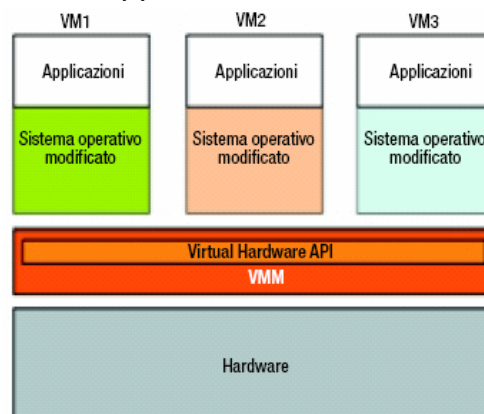 VM1
VM2
VM3
Applicazioni
Applicazioni
Applicazioni
Sistema operativo
modificato
Sistema operativo
modificato
Sistema operativo
modificato
Virtual Hardware API
VMM
Hardware